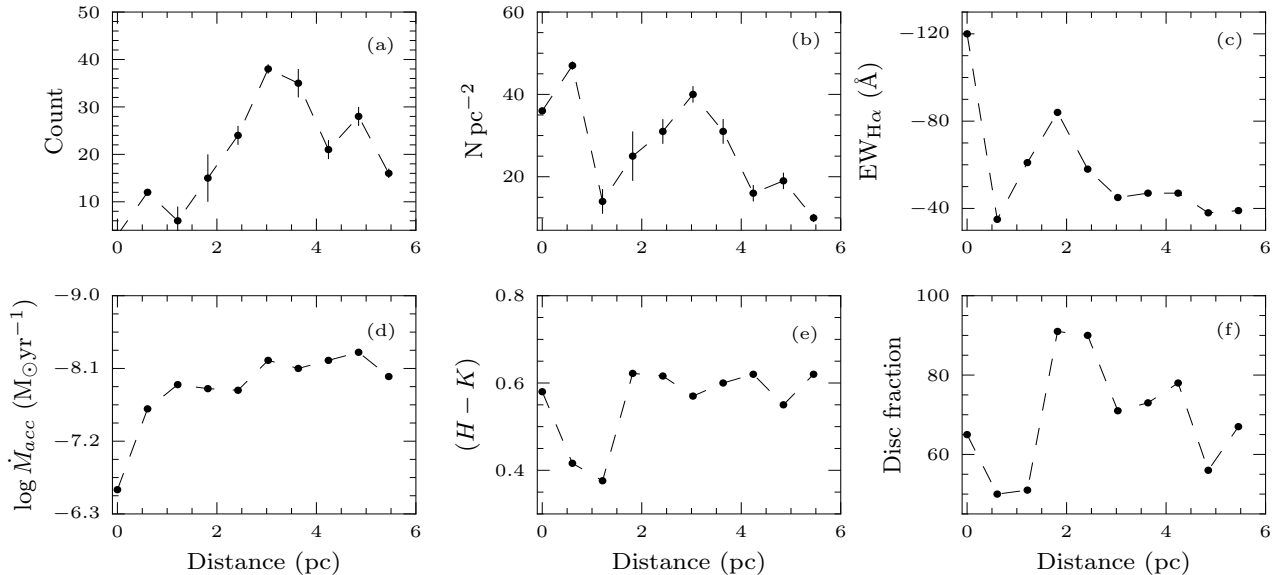 50
40
30
20
10
0 2 4 6
Count
(a)
60
40
20
0 2 4 6
N pc⁻²
(b)
−120
−80
−40
0 2 4 6
EW_Hα (Å)
(c)
−9.0
−8.1
−7.2
−6.3
0 2 4 6
log Ṁ_acc (M_⊙yr⁻¹)
(d)
Distance (pc)
0.8
0.6
0.4
0 2 4 6
(H − K)
(e)
Distance (pc)
100
80
60
0 2 4 6
Disc fraction
(f)
Distance (pc)